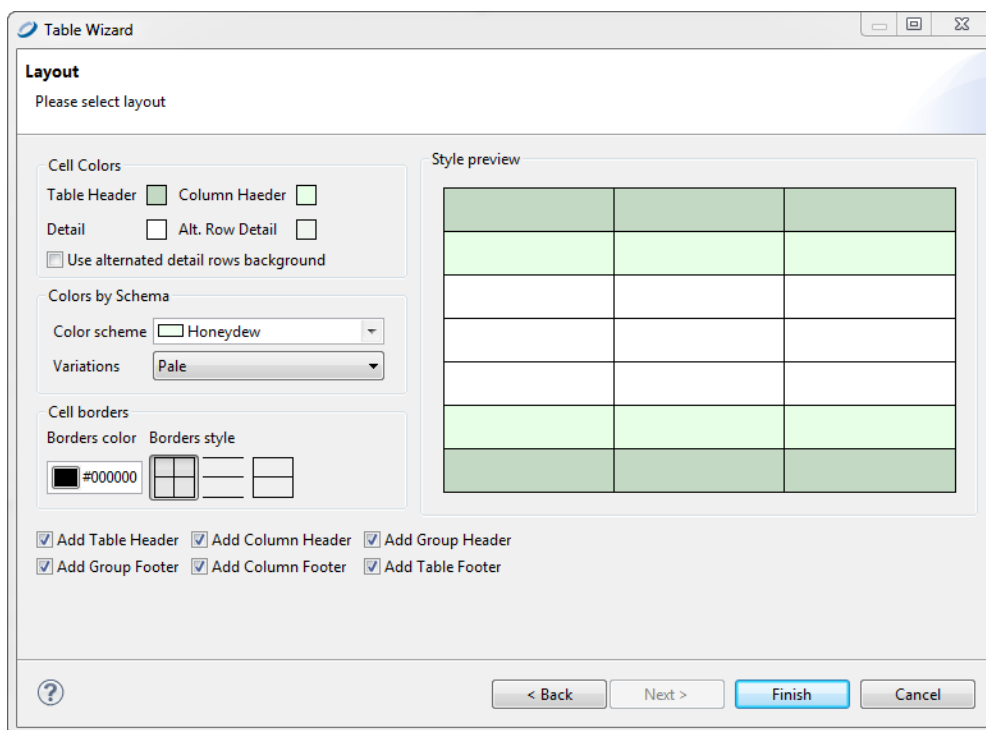 Table Wizard
Layout
Please select layout
Cell Colors
Table Header Column Haeder
Detail Alt. Row Detail
Use alternated detail rows background
Colors by Schema
Color scheme Honeydew
Variations Pale
Cell borders
Borders color Borders style
#000000
Style preview
Add Table Header Add Column Header Add Group Header
Add Group Footer Add Column Footer Add Table Footer
? < Back Next > Finish Cancel